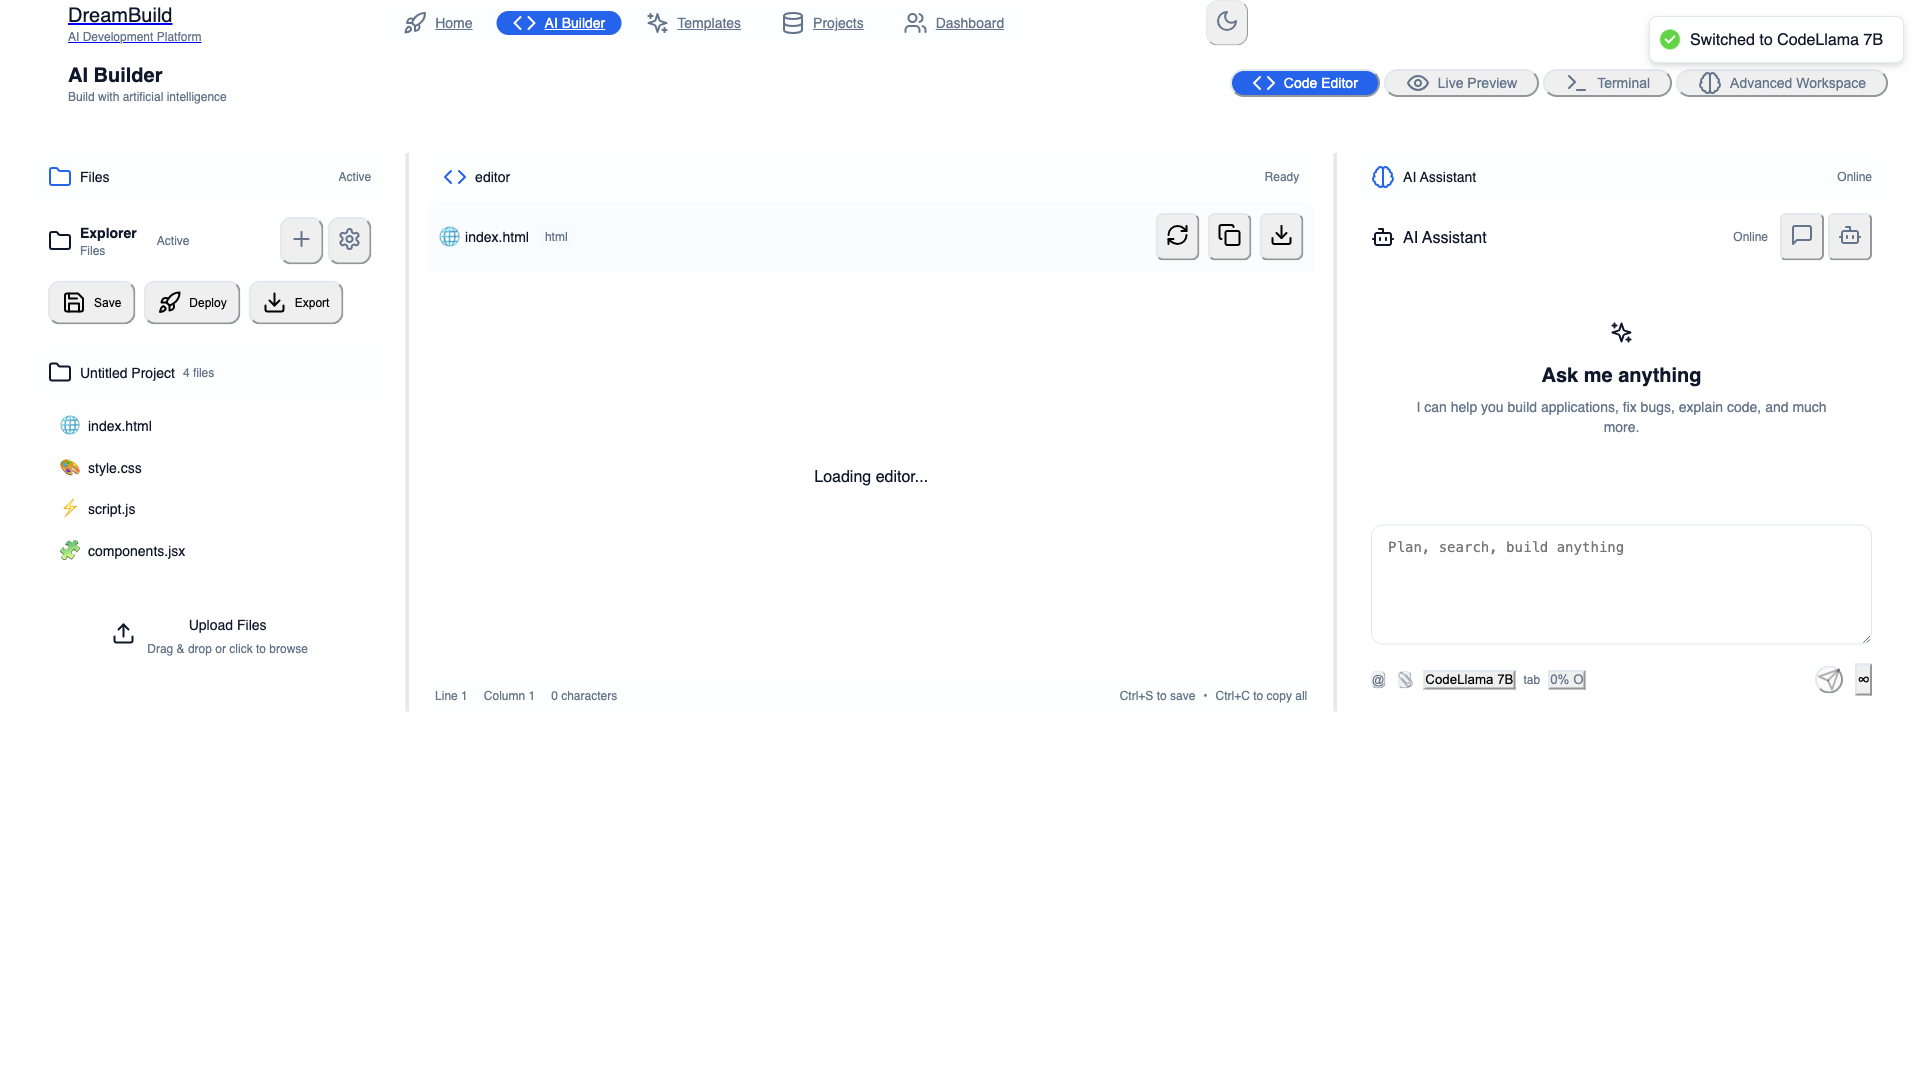 DreamBuild
AI Development Platform
Home
AI Builder
Templates
Projects
Dashboard
Switched to CodeLlama 7B
AI Builder
Build with artificial intelligence
Code Editor
Live Preview
Terminal
Advanced Workspace
Files
Active
Explorer
Files
Active
Save
Deploy
Export
Untitled Project 4 files
index.html
style.css
script.js
components.jsx
Upload Files
Drag & drop or click to browse
editor
Ready
index.html html
Loading editor...
Line 1 Column 1 0 characters
Ctrl+S to save • Ctrl+C to copy all
AI Assistant
Online
AI Assistant
Online
Ask me anything
I can help you build applications, fix bugs, explain code, and much
more.
Plan, search, build anything
@ CodeLlama 7B tab 0% O ∞